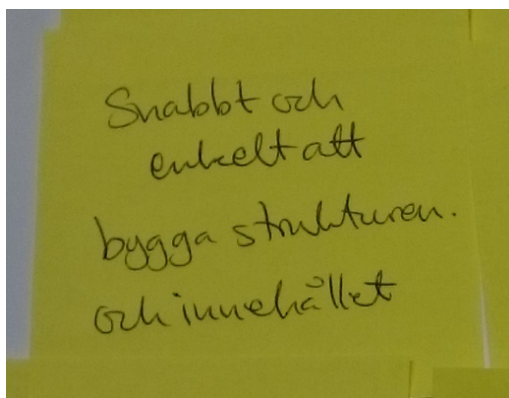 Snabbt och
enkelt att
bygga strukturen.
och innehållet